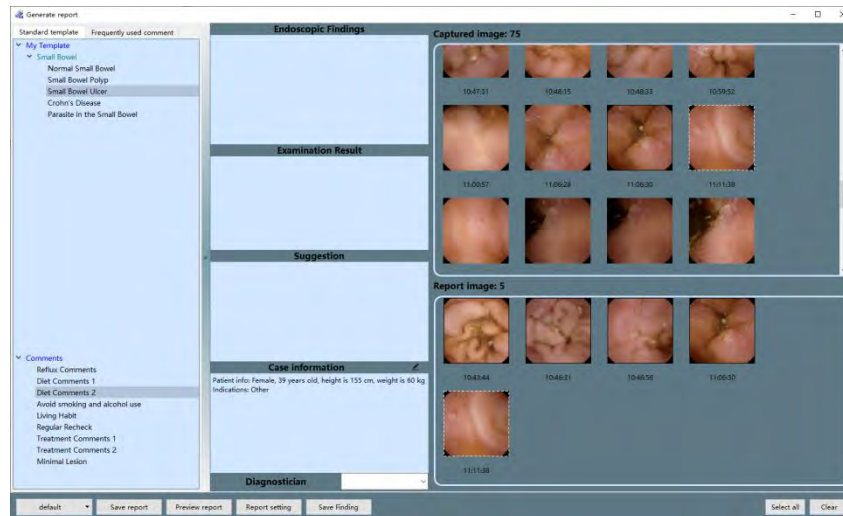 Generate report
Standard template Frequently used comment
My Template
Small Bowel
Normal Small Bowel
Small Bowel Polyp
Small Bowel Ulcer
Crohn's Disease
Parasite in the Small Bowel
Comments
Reflux Comments
Diet Comments 1
Diet Comments 2
Avoid smoking and alcohol use
Living Habit
Regular Recheck
Treatment Comments 1
Treatment Comments 2
Minimal Lesion
Endoscopic Findings
Examination Result
Suggestion
Case information
Patient info: Female, 39 years old, height is 155 cm, weight is 60 kg
Indications: Other
Diagnostician
Captured image: 75
10:47:31 10:48:15 10:48:33 10:59:52
11:00:57 11:06:28 11:06:30 11:11:38
Report image: 5
10:43:44 10:46:31 10:46:56 11:06:30
11:11:38
default Save report Preview report Report setting Save Finding Select all Clear